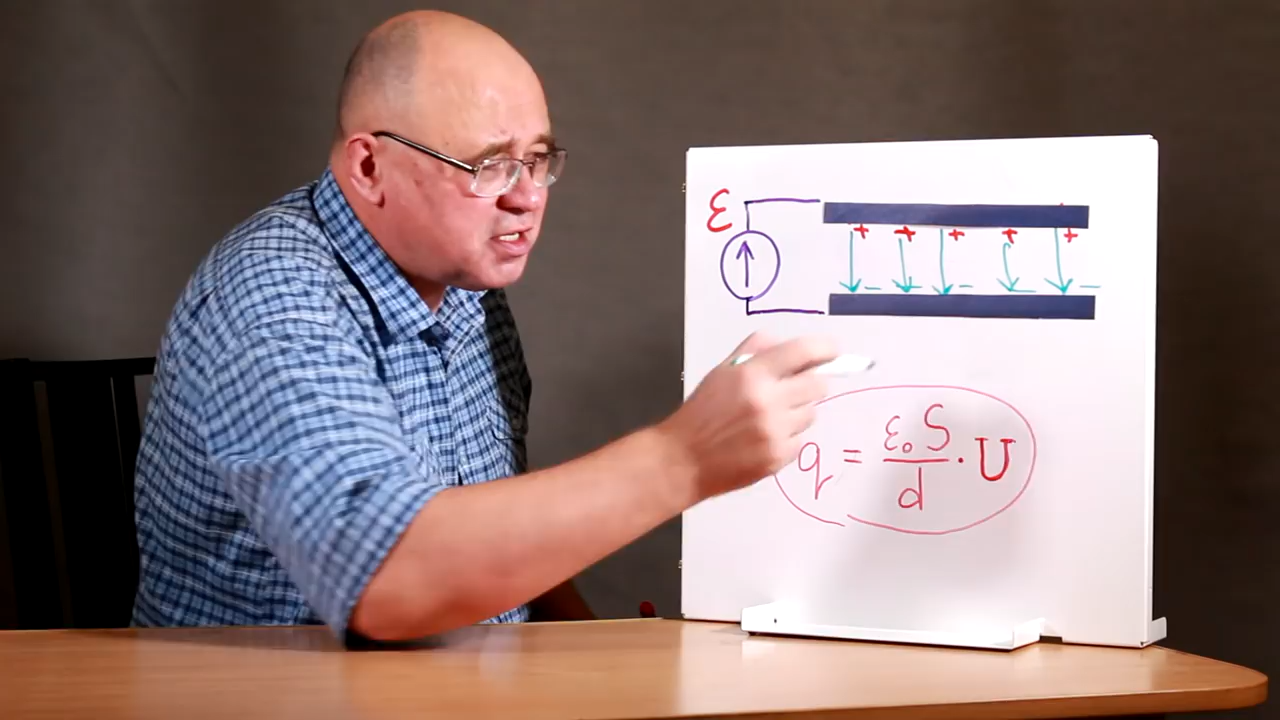 ε
+ + + + +
− − − − −
q = ε₀S/d · U